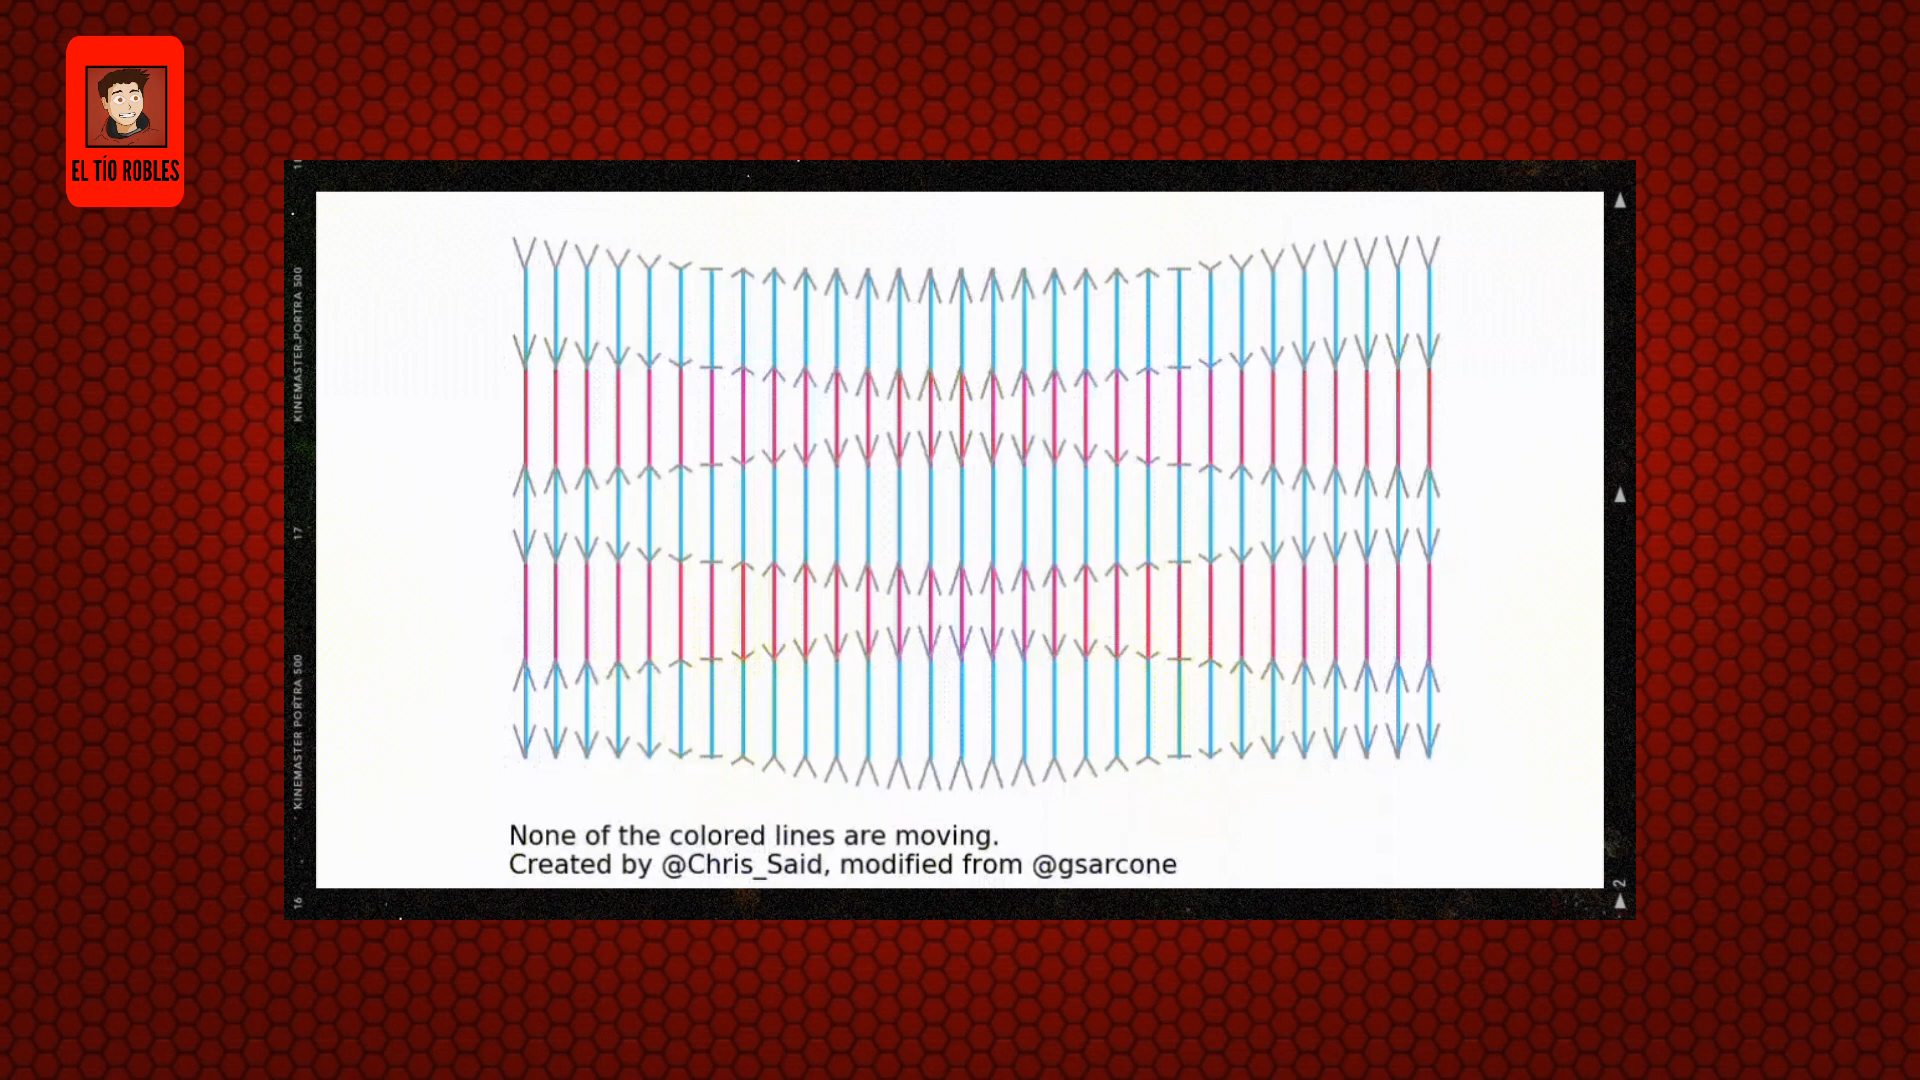 EL TÍO ROBLES
KINEMASTER PORTRA 500
17
KINEMASTER PORTRA 500
16
2
None of the colored lines are moving.
Created by @Chris_Said, modified from @gsarcone